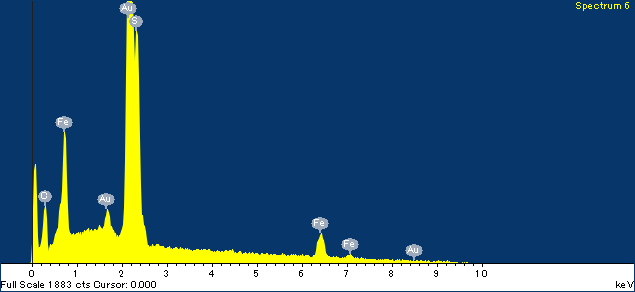 Spectrum 6
Au
S
Fe
Au
Fe
Fe
Au
0 1 2 3 4 5 6 7 8 9 10
Full Scale 1883 cts Cursor: 0.000 keV